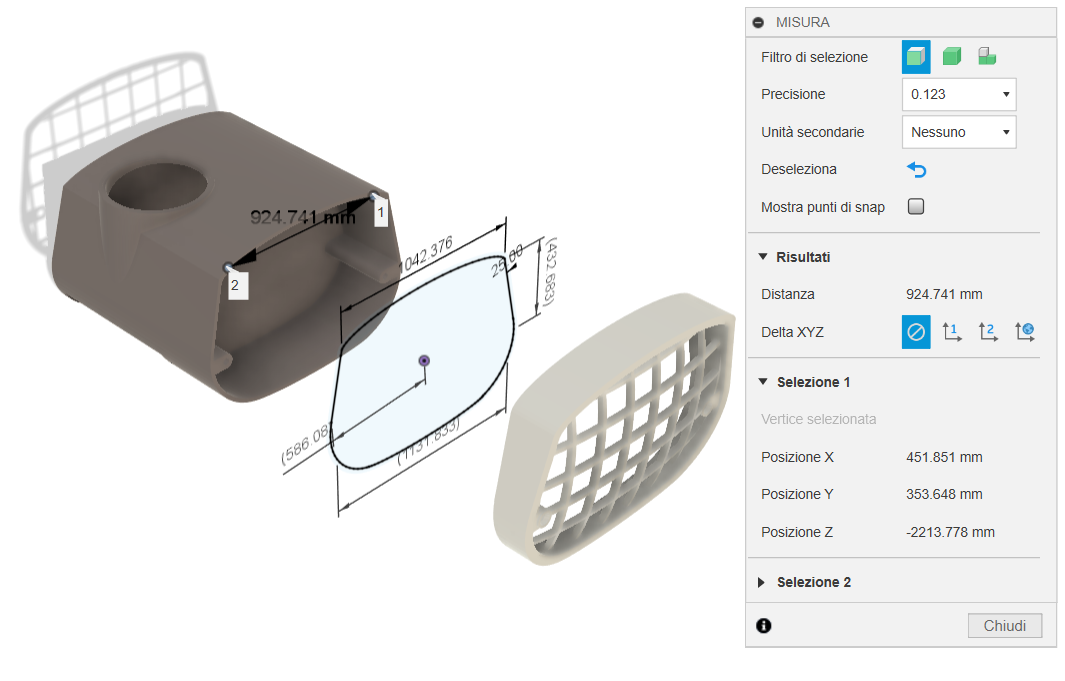 MISURA
Filtro di selezione
Precisione 0.123
Unità secondarie Nessuno
Deseleziona
Mostra punti di snap
Risultati
Distanza 924.741 mm
Delta XYZ 1 2
Selezione 1
Vertice selezionata
Posizione X 451.851 mm
Posizione Y 353.648 mm
Posizione Z -2213.778 mm
Selezione 2
Chiudi
924.741 mm
1
2
1042.376
25.00
(432.683)
(586.08
(1131.833)